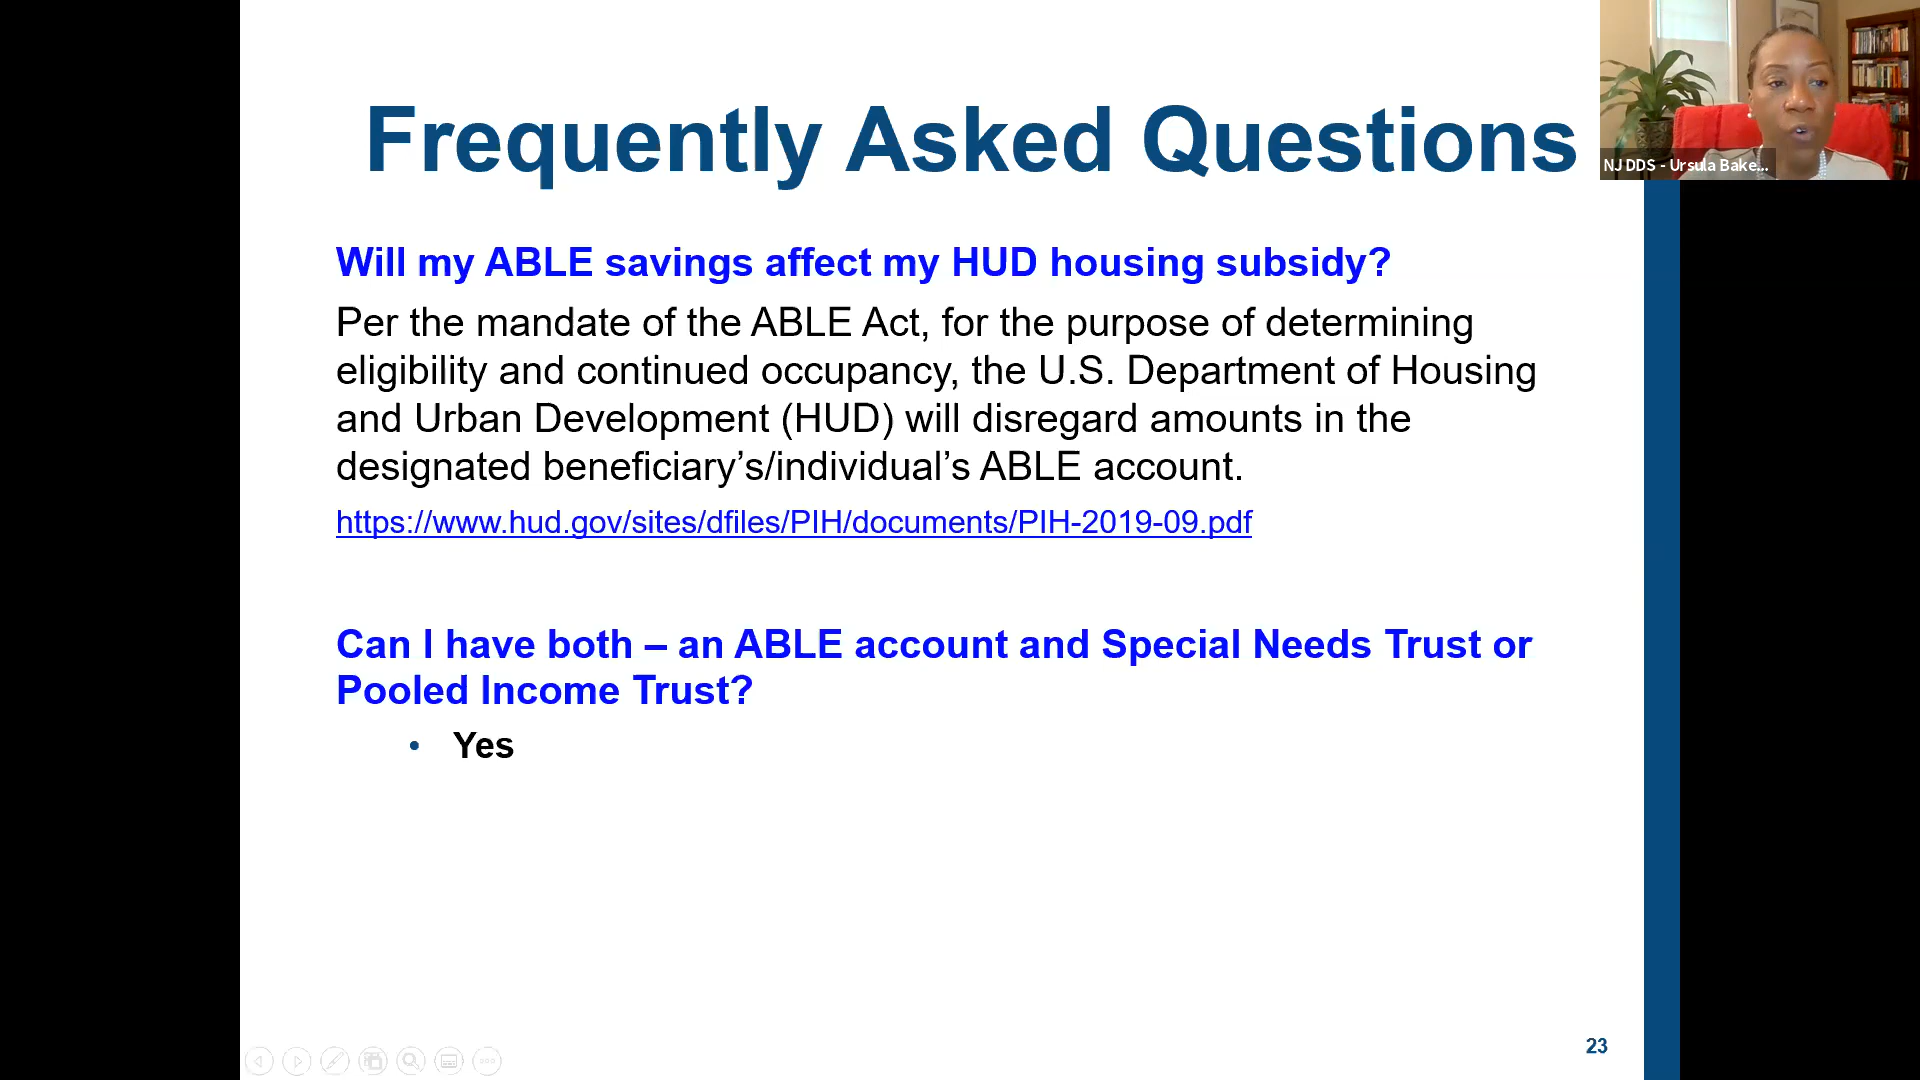 Frequently Asked Questions
NJ DDS - Ursula Bake...
Will my ABLE savings affect my HUD housing subsidy?
Per the mandate of the ABLE Act, for the purpose of determining
eligibility and continued occupancy, the U.S. Department of Housing
and Urban Development (HUD) will disregard amounts in the
designated beneficiary’s/individual’s ABLE account.
https://www.hud.gov/sites/dfiles/PIH/documents/PIH-2019-09.pdf
Can I have both – an ABLE account and Special Needs Trust or
Pooled Income Trust?
• Yes
23